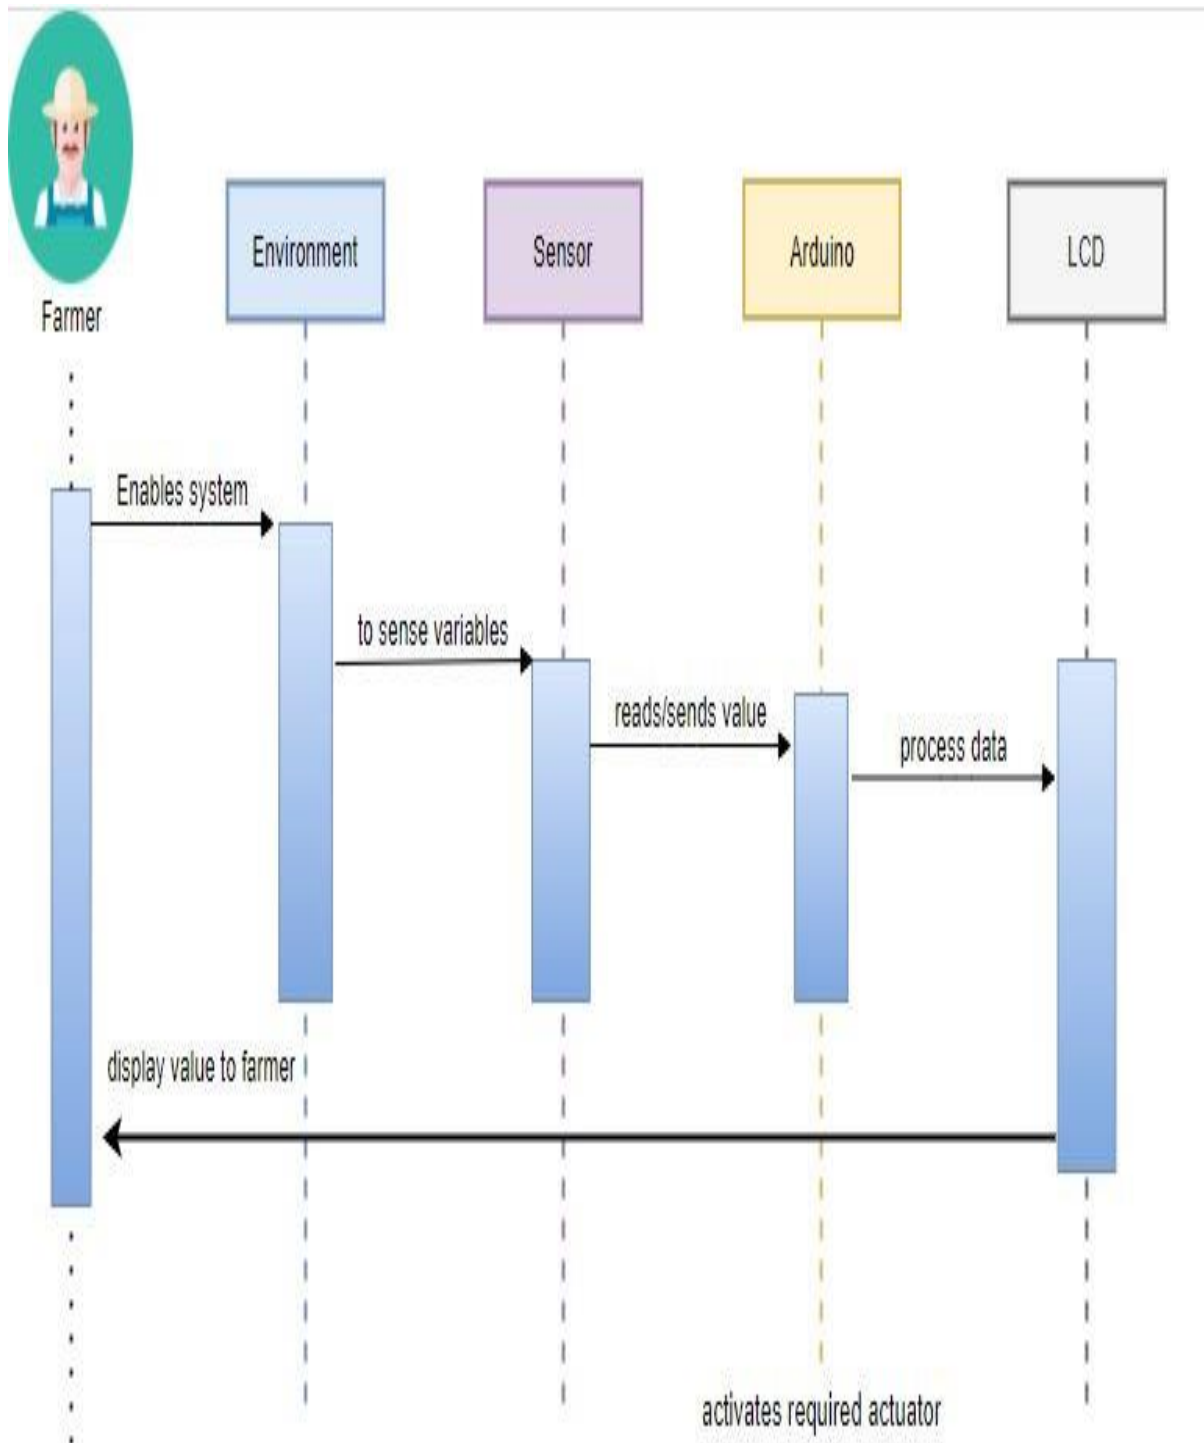 Farmer
Environment
Sensor
Arduino
LCD
Enables system
to sense variables
reads/sends value
process data
display value to farmer
activates required actuator